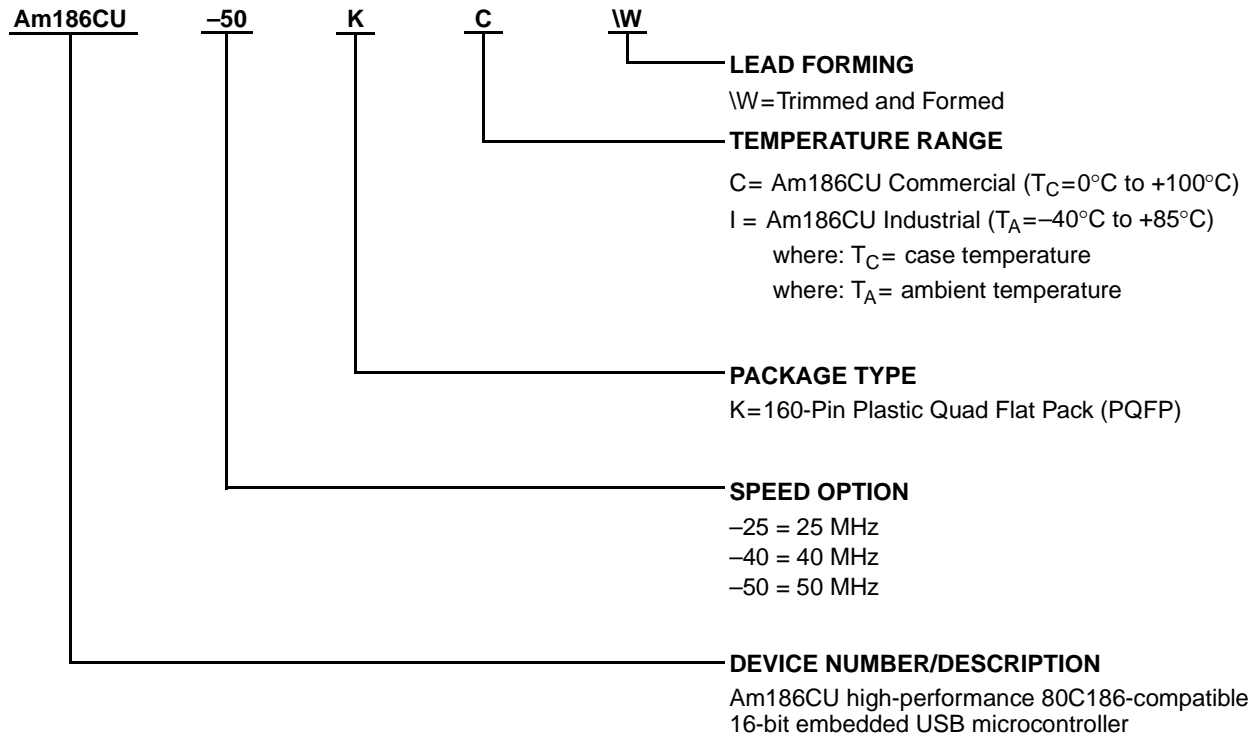 Am186CU –50 K C \W
LEAD FORMING
\W=Trimmed and Formed
TEMPERATURE RANGE
C= Am186CU Commercial (TC=0°C to +100°C)
I = Am186CU Industrial (TA=–40°C to +85°C)
where: TC= case temperature
where: TA= ambient temperature
PACKAGE TYPE
K=160-Pin Plastic Quad Flat Pack (PQFP)
SPEED OPTION
–25 = 25 MHz
–40 = 40 MHz
–50 = 50 MHz
DEVICE NUMBER/DESCRIPTION
Am186CU high-performance 80C186-compatible
16-bit embedded USB microcontroller